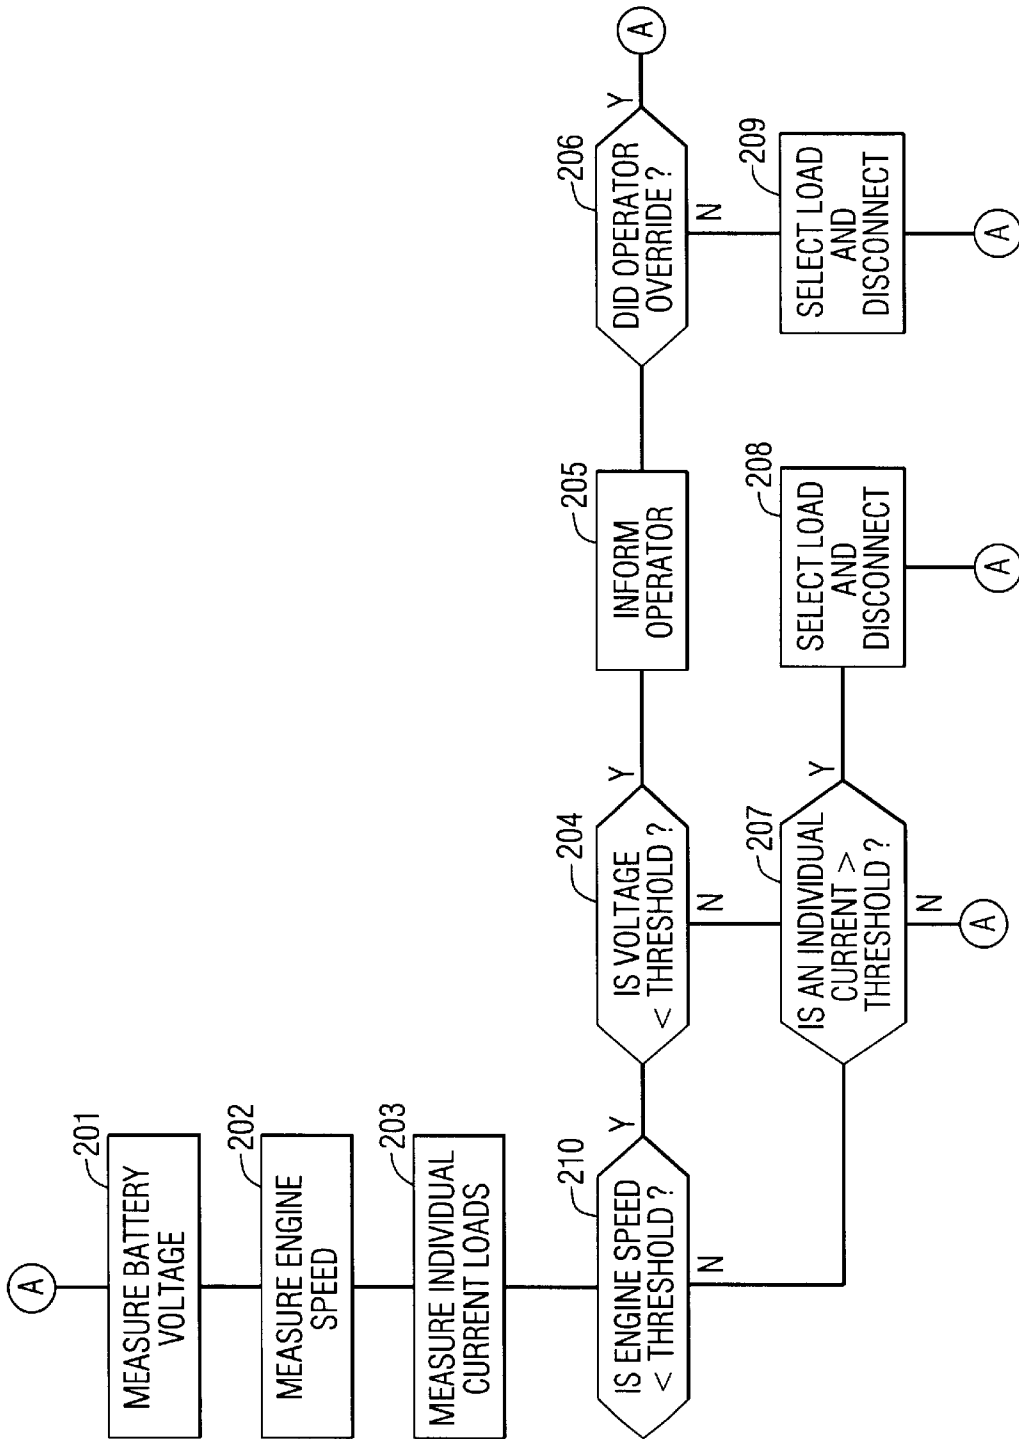 A
201
MEASURE BATTERY
VOLTAGE
202
MEASURE ENGINE
SPEED
203
MEASURE INDIVIDUAL
CURRENT LOADS
210
IS ENGINE SPEED
< THRESHOLD ?
Y
N
204
IS VOLTAGE
< THRESHOLD ?
Y
N
205
INFORM
OPERATOR
206
DID OPERATOR
OVERRIDE ?
Y
A
N
207
IS AN INDIVIDUAL
CURRENT >
THRESHOLD ?
Y
N
A
208
SELECT LOAD
AND
DISCONNECT
A
209
SELECT LOAD
AND
DISCONNECT
A